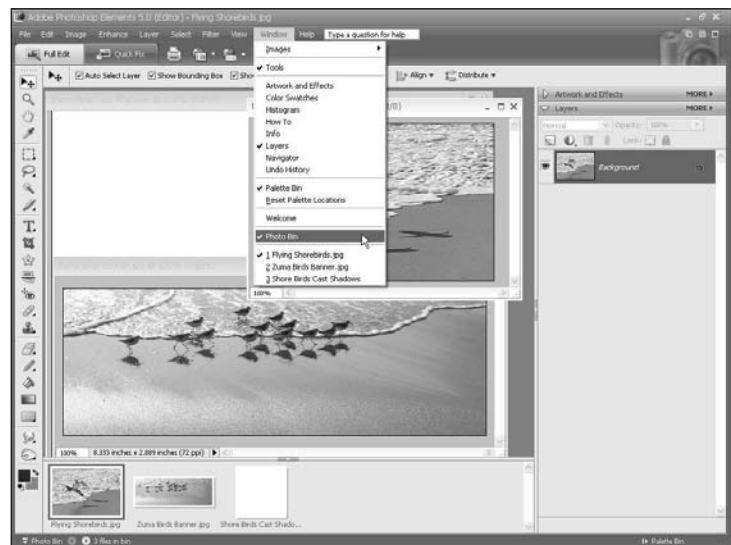 Adobe Photoshop Elements 5.0 (Editor) - Flying Shorebirds.jpg
File Edit Image Enhance Layer Select Filter View Window Help Type a question for help
Full Edit Quick Fix
Auto Select Layer Show Bounding Box Align Distribute
Images
Tools
Artwork and Effects
Color Swatches
Histogram
How To
Info
Layers
Navigator
Undo History
Palette Bin
Reset Palette Locations
Welcome
Photo Bin
1 Flying Shorebirds.jpg
2 Zuma Birds Banner.jpg
3 Shore Birds Cast Shadows
Artwork and Effects MORE
Layers MORE
Normal Opacity: 100%
Lock:
Background
100%
100% 8.333 inches x 2.889 inches (72 ppi)
Flying Shorebirds.jpg Zuma Birds Banner.jpg Shore Birds Cast Shado...
Photo Bin 3 files in bin Palette Bin